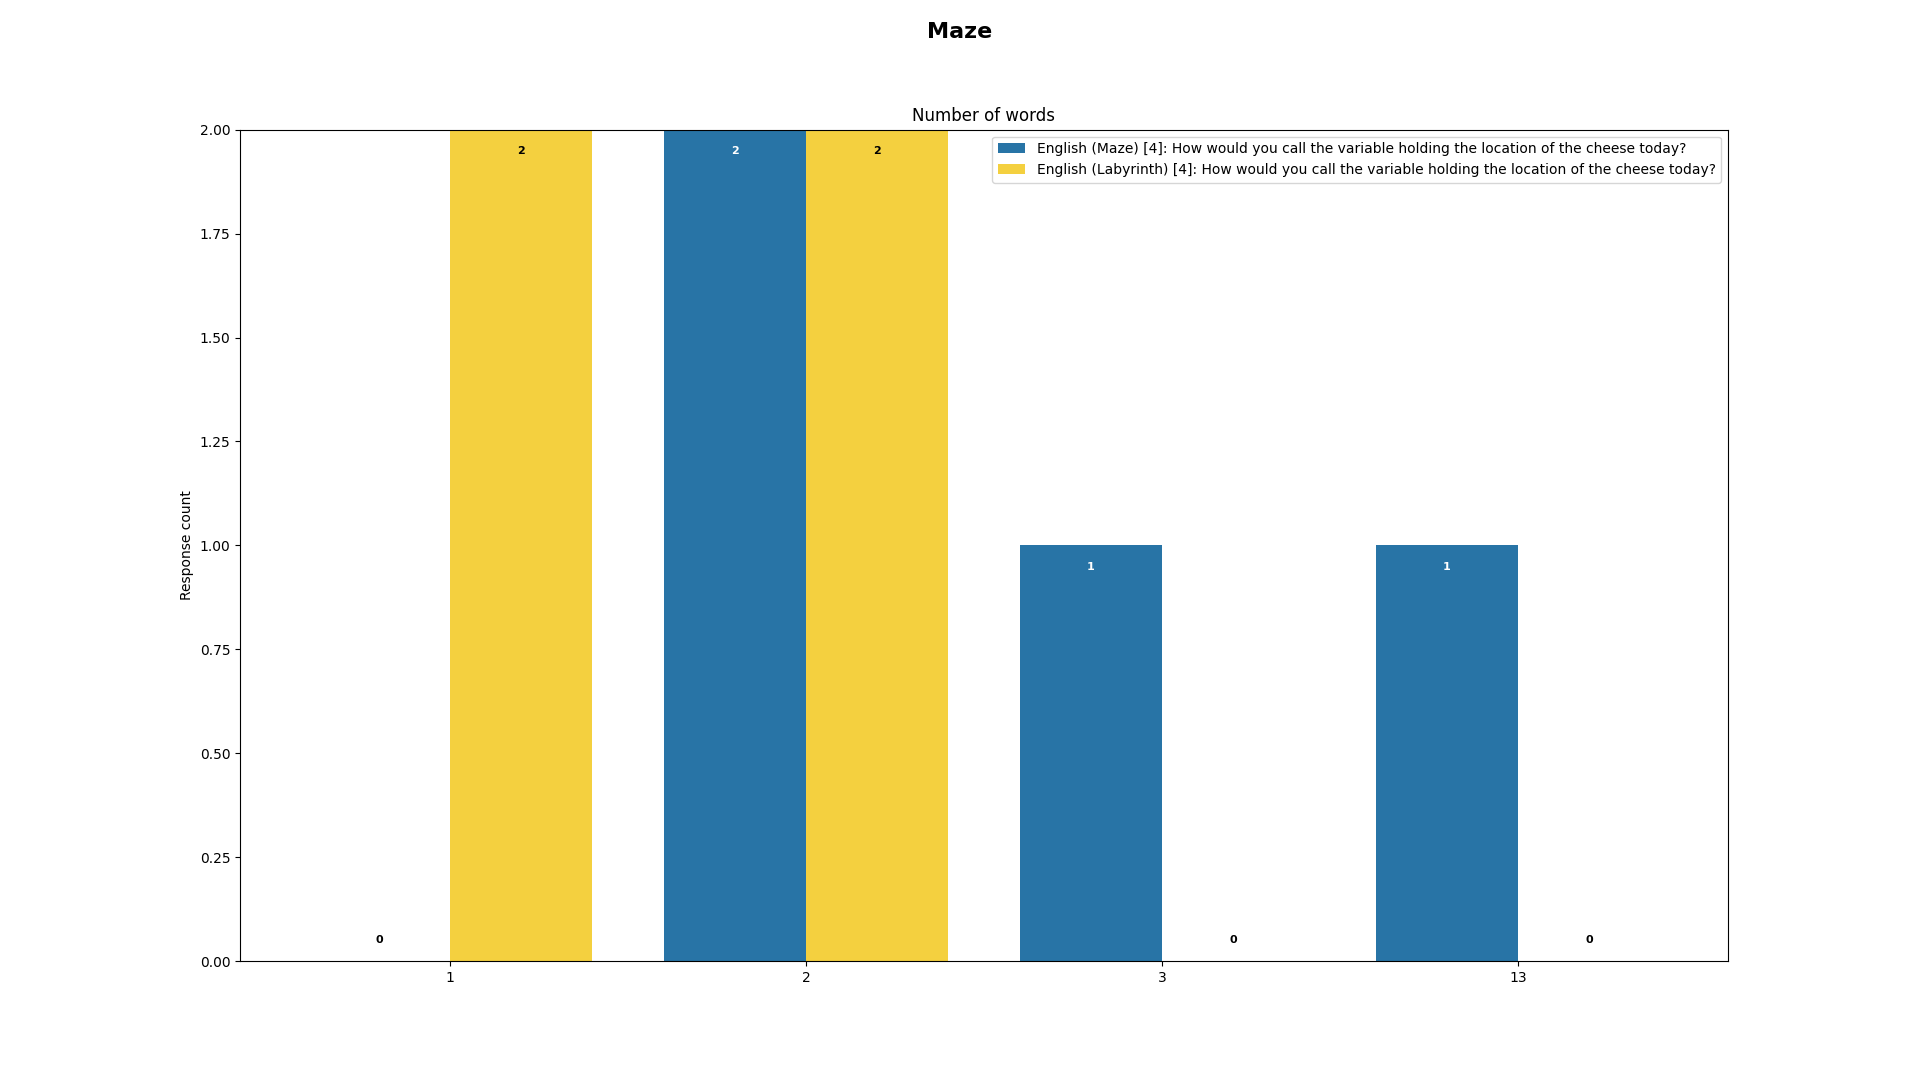 Maze
Number of words
English (Maze) [4]: How would you call the variable holding the location of the cheese today?
English (Labyrinth) [4]: How would you call the variable holding the location of the cheese today?
Response count
2.00
1.75
1.50
1.25
1.00
0.75
0.50
0.25
0.00
2 2 2
1 1
0 0 0
1 2 3 13